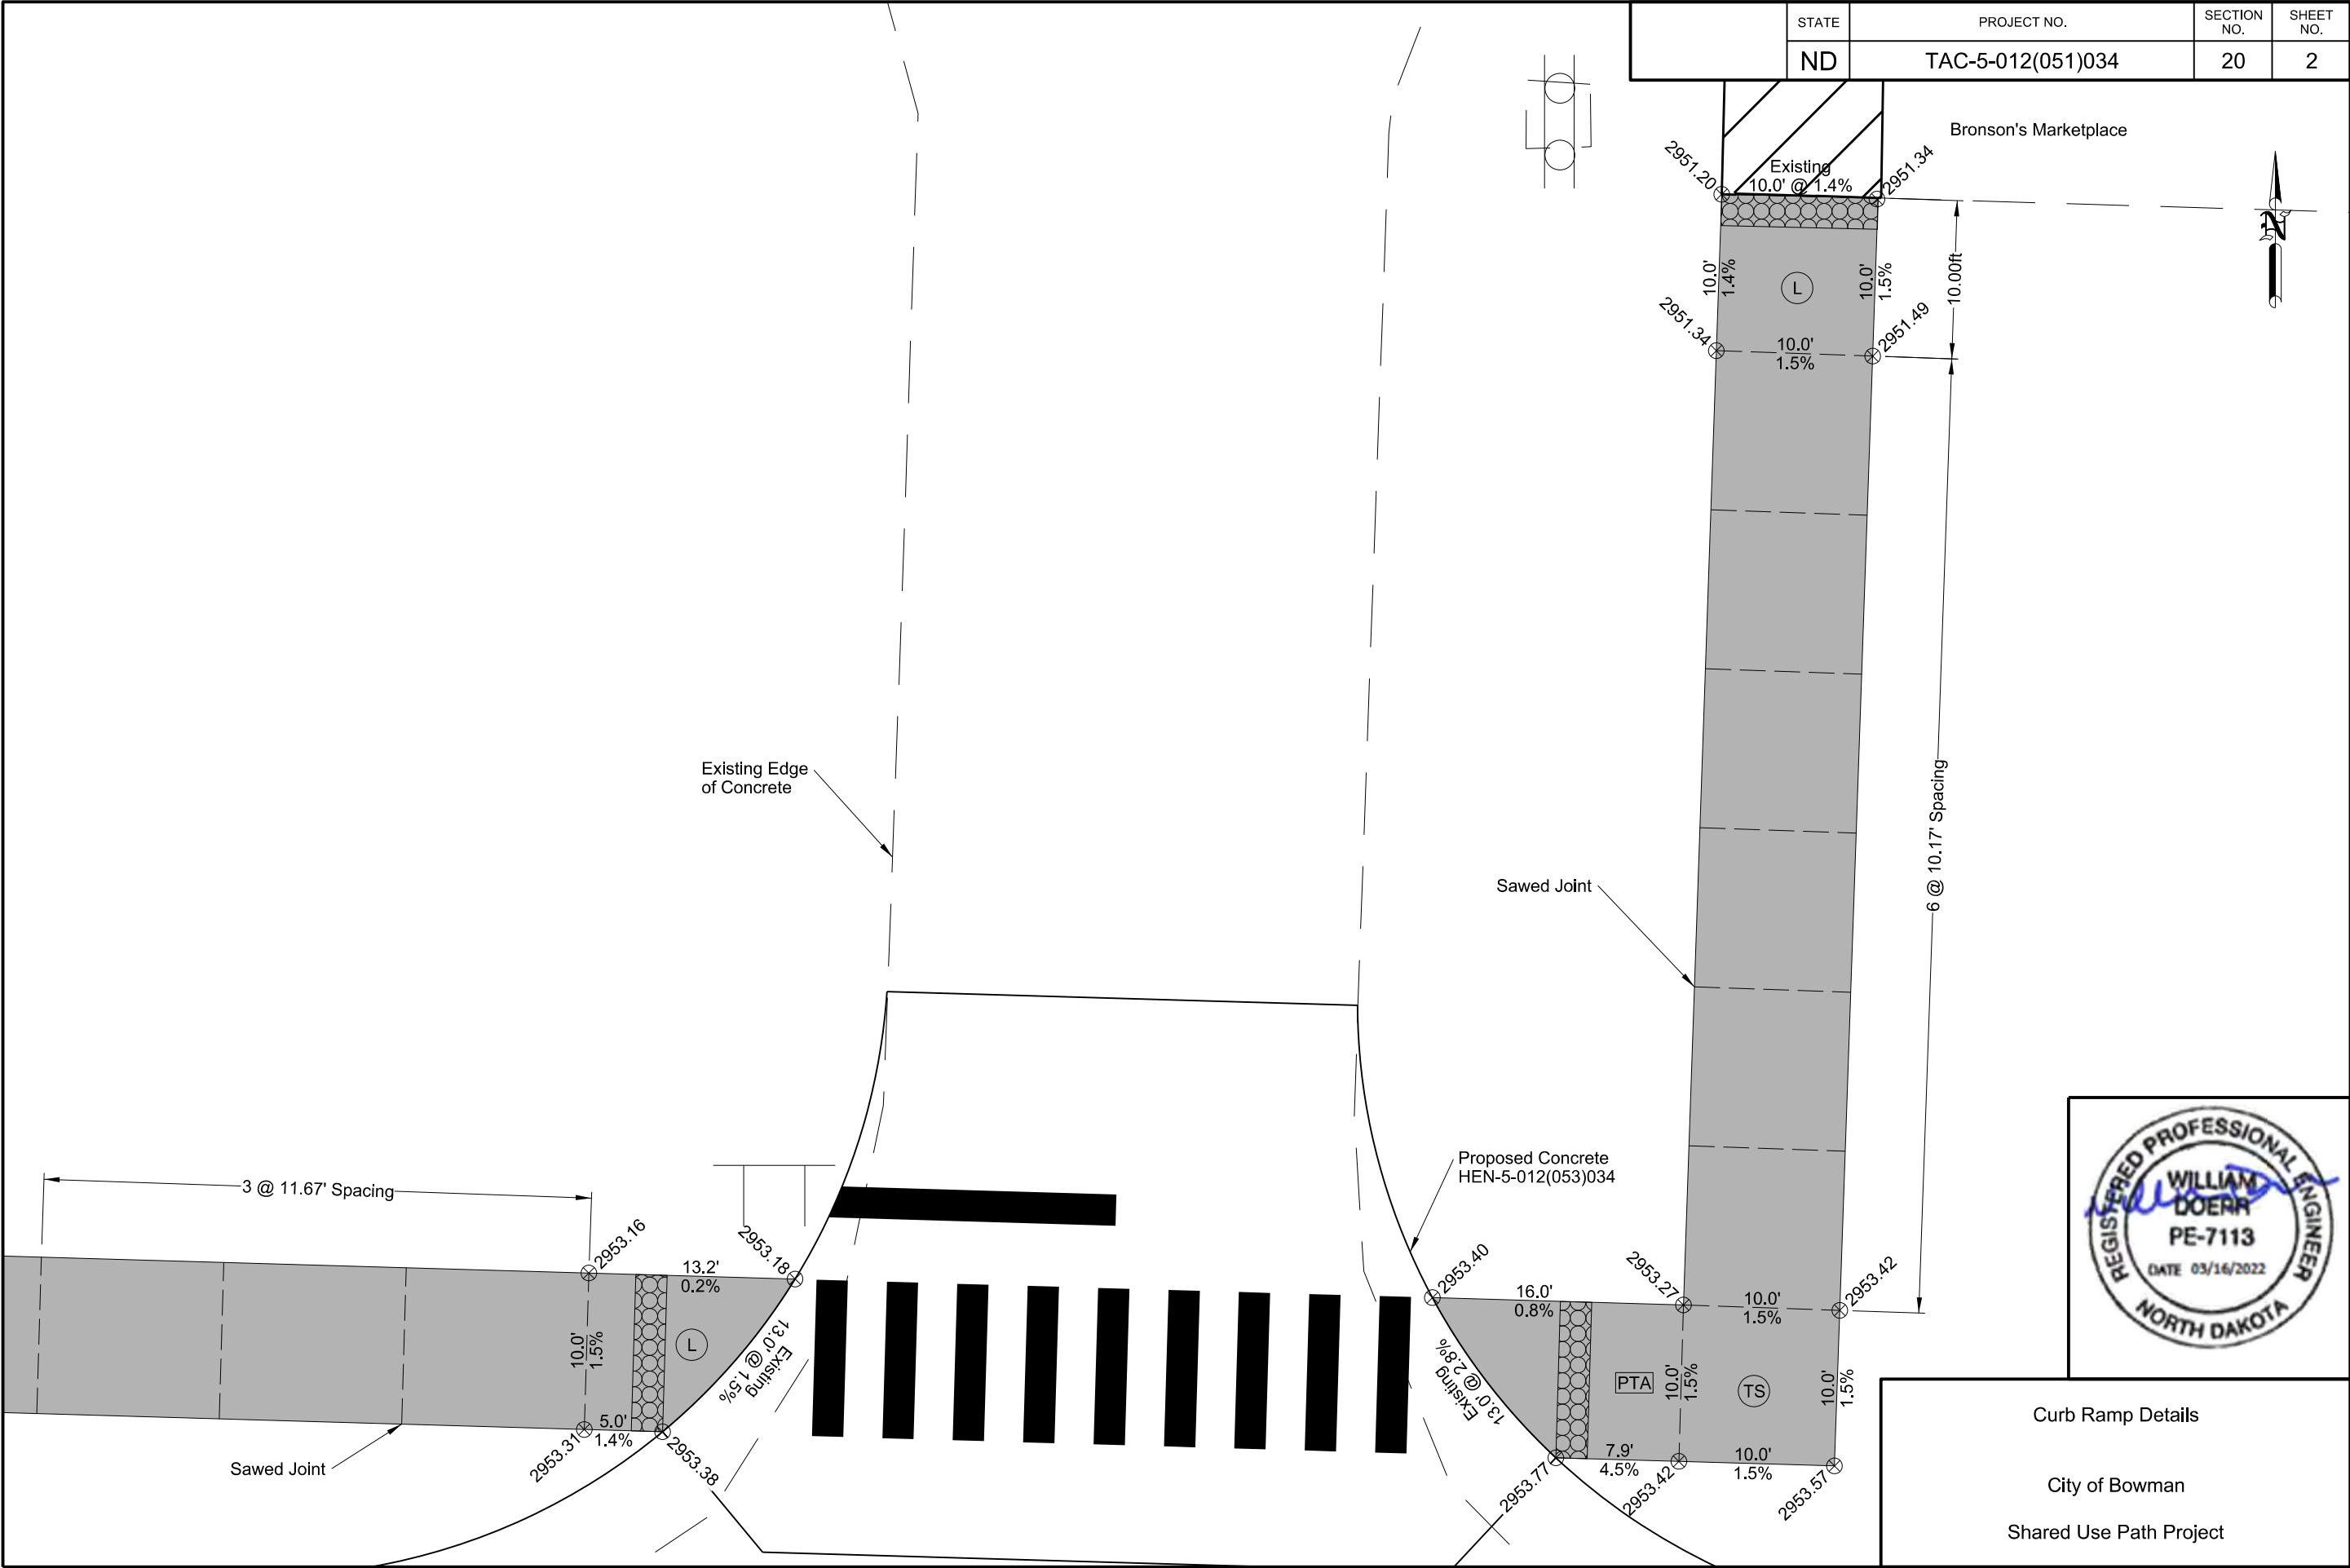 STATE
PROJECT NO.
SECTION NO.
SHEET NO.
ND
TAC-5-012(051)034
20
2
Bronson's Marketplace
N
2951.20
Existing
10.0' @ 1.4%
2951.34
10.0'
1.4%
L
10.0'
1.5%
10.00ft
2951.34
10.0'
1.5%
2951.49
6 @ 10.17' Spacing
Existing Edge
of Concrete
Sawed Joint
Proposed Concrete
HEN-5-012(053)034
3 @ 11.67' Spacing
2953.16
13.2'
0.2%
2953.18
10.0'
1.5%
L
Existing
13.0' @ 1.5%
2953.31
5.0'
1.4%
2953.38
Sawed Joint
2953.40
16.0'
0.8%
2953.27
10.0'
1.5%
2953.42
Existing
13.0' @ 2.8%
PTA
10.0'
1.5%
TS
10.0'
1.5%
2953.77
7.9'
4.5%
2953.42
10.0'
1.5%
2953.57
REGISTERED PROFESSIONAL ENGINEER
WILLIAM
DOERR
PE-7113
DATE 03/16/2022
NORTH DAKOTA
Curb Ramp Details
City of Bowman
Shared Use Path Project